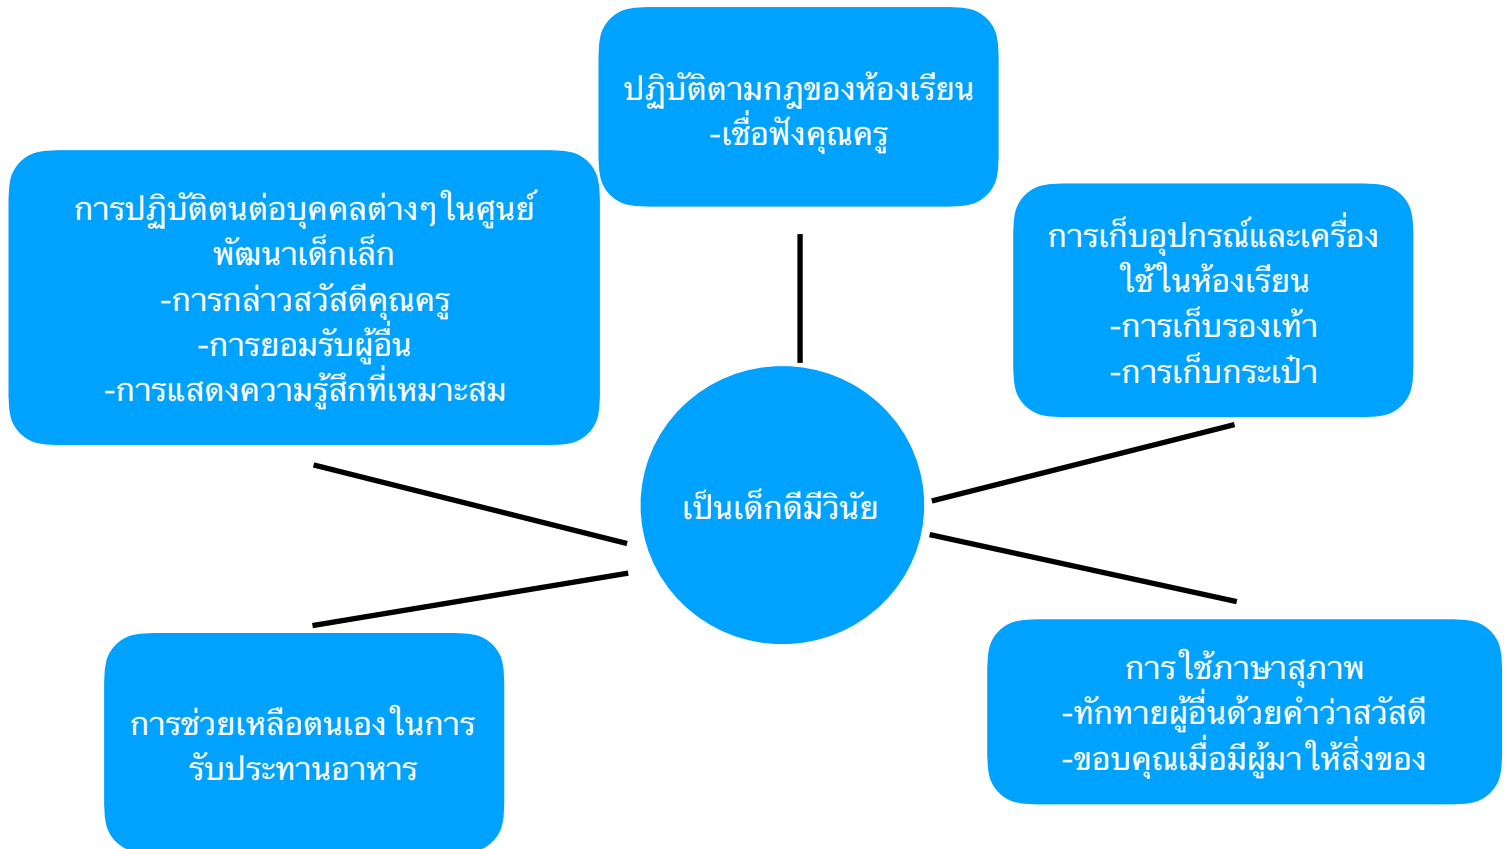 ปฏิบัติตามกฎของห้องเรียน
-เชื่อฟังคุณครู
การปฏิบัติตนต่อบุคคลต่างๆในศูนย์
พัฒนาเด็กเล็ก
-การกล่าวสวัสดีคุณครู
-การยอมรับผู้อื่น
-การแสดงความรู้สึกที่เหมาะสม
การเก็บอุปกรณ์และเครื่อง
ใช้ในห้องเรียน
-การเก็บรองเท้า
-การเก็บกระเป๋า
เป็นเด็กดีมีวินัย
การช่วยเหลือตนเองในการ
รับประทานอาหาร
การใช้ภาษาสุภาพ
-ทักทายผู้อื่นด้วยคำว่าสวัสดี
-ขอบคุณเมื่อมีผู้มาให้สิ่งของ